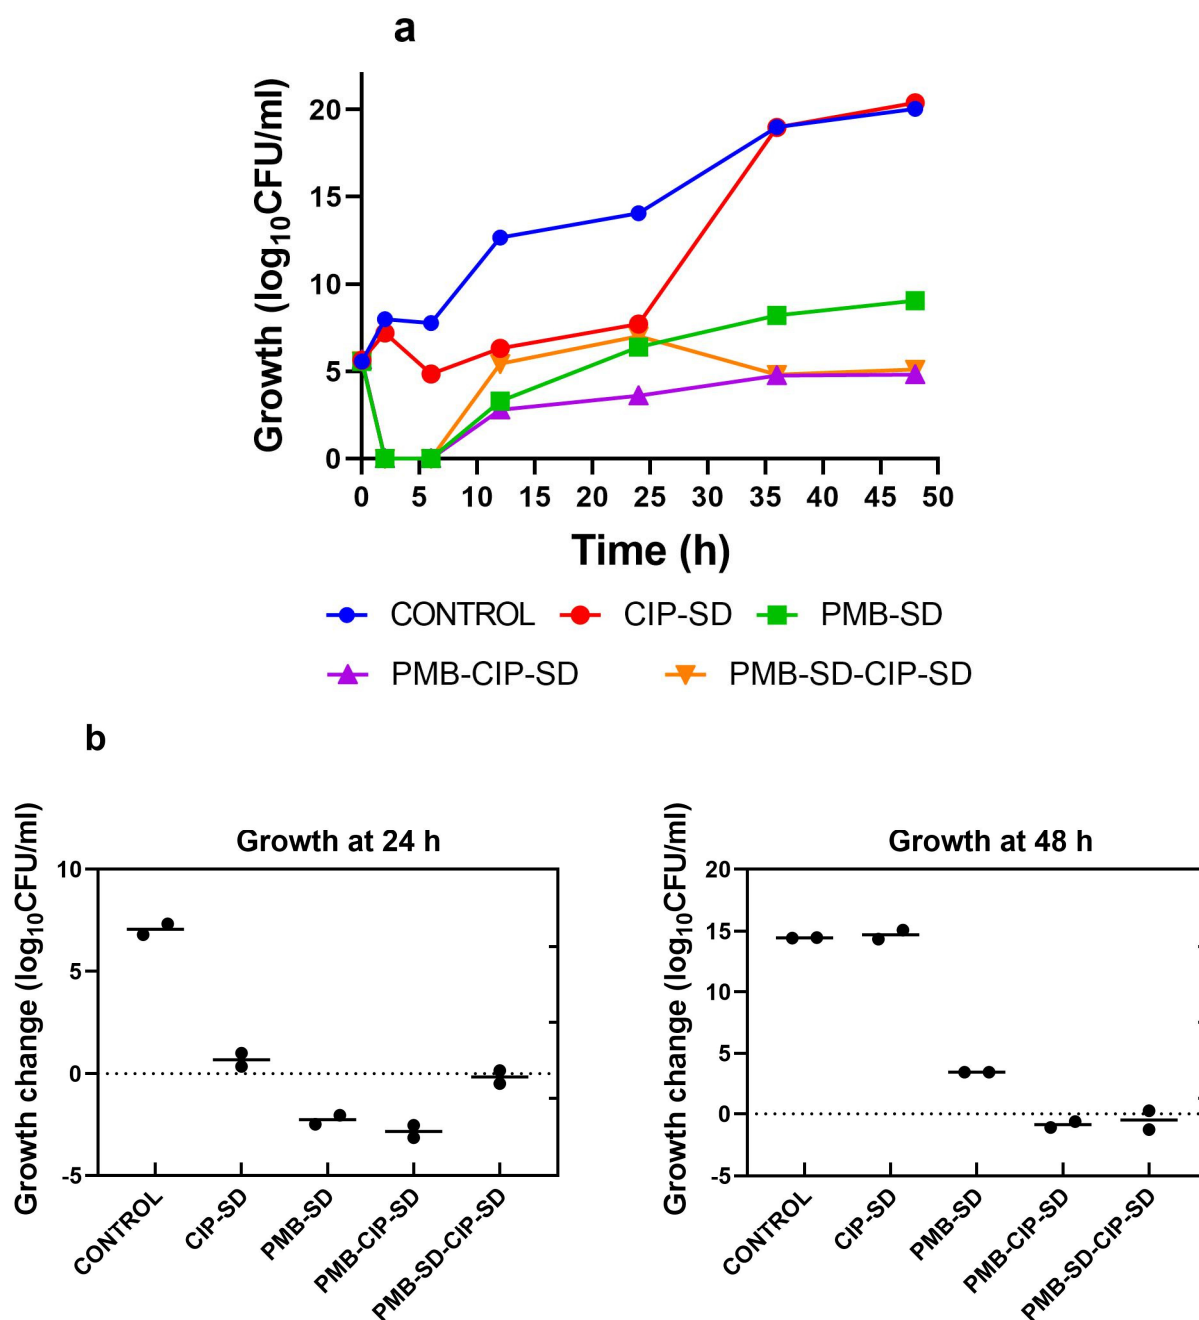 a
Growth (log10CFU/ml)
20
15
10
5
0
0 5 10 15 20 25 30 35 40 45 50
Time (h)
CONTROL CIP-SD PMB-SD
PMB-CIP-SD PMB-SD-CIP-SD
b
Growth at 24 h
Growth change (log10CFU/ml)
10
5
0
-5
CONTROL
CIP-SD
PMB-SD
PMB-CIP-SD
PMB-SD-CIP-SD
Growth at 48 h
Growth change (log10CFU/ml)
20
15
10
5
0
-5
CONTROL
CIP-SD
PMB-SD
PMB-CIP-SD
PMB-SD-CIP-SD